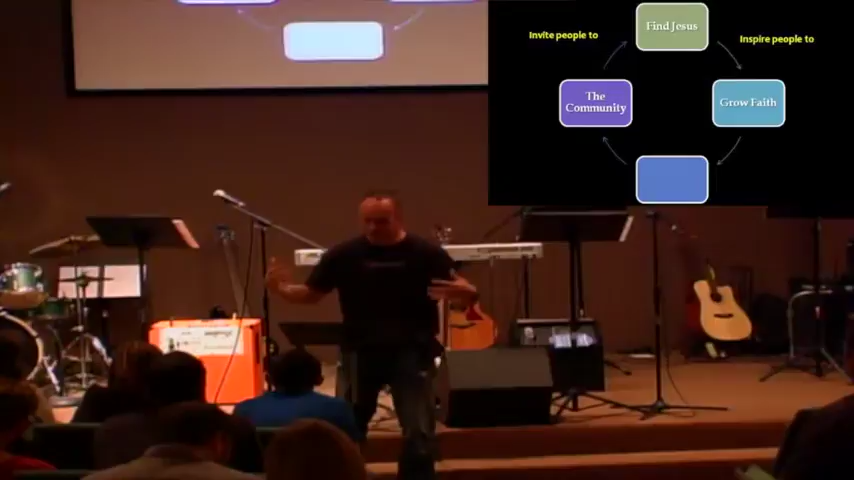 Find Jesus
Invite people to
Inspire people to
The
Community
Grow Faith